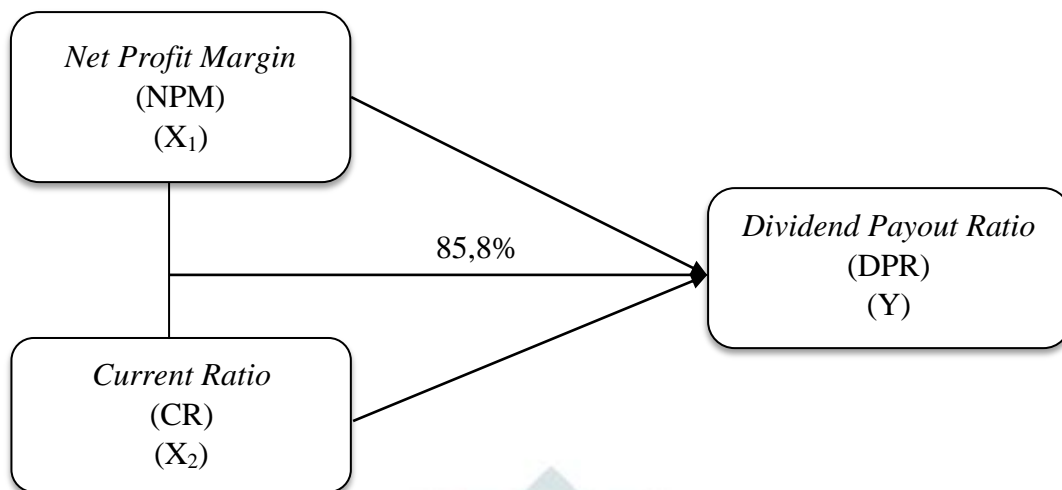 Net Profit Margin
(NPM)
(X₁)
85,8%
Dividend Payout Ratio
(DPR)
(Y)
Current Ratio
(CR)
(X₂)